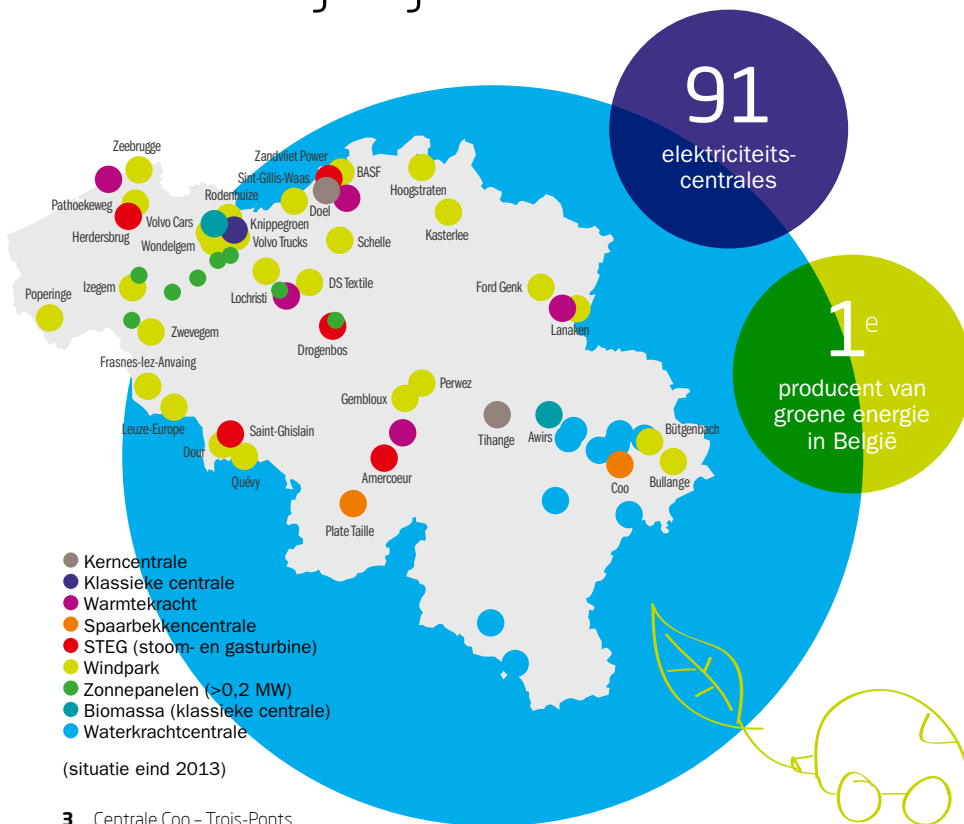 91
elektriciteits-
centrales
1e
producent van
groene energie
in België
Zeebrugge
Zandvliet Power
BASF
Sint-Gillis-Waas
Hoogstraten
Rodenhuize
Pathoekeweg
Doel
Volvo Cars
Knippegroen
Kasterlee
Herdersbrug
Wondelgem
Volvo Trucks
Schelle
Izegem
DS Textile
Ford Genk
Poperinge
Lochristi
Lanaken
Zwevegem
Drogenbos
Frasnes-lez-Anvaing
Perwez
Gembloux
Leuze-Europe
Saint-Ghislain
Tihange
Awirs
Bütgenbach
Dour
Quévy
Amercoeur
Coo
Bullange
Plate Taille
Kerncentrale
Klassieke centrale
Warmtekracht
Spaarbekkencentrale
STEG (stoom- en gasturbine)
Windpark
Zonnepanelen (>0,2 MW)
Biomassa (klassieke centrale)
Waterkrachtcentrale
(situatie eind 2013)
3 Centrale Coo – Trois-Ponts